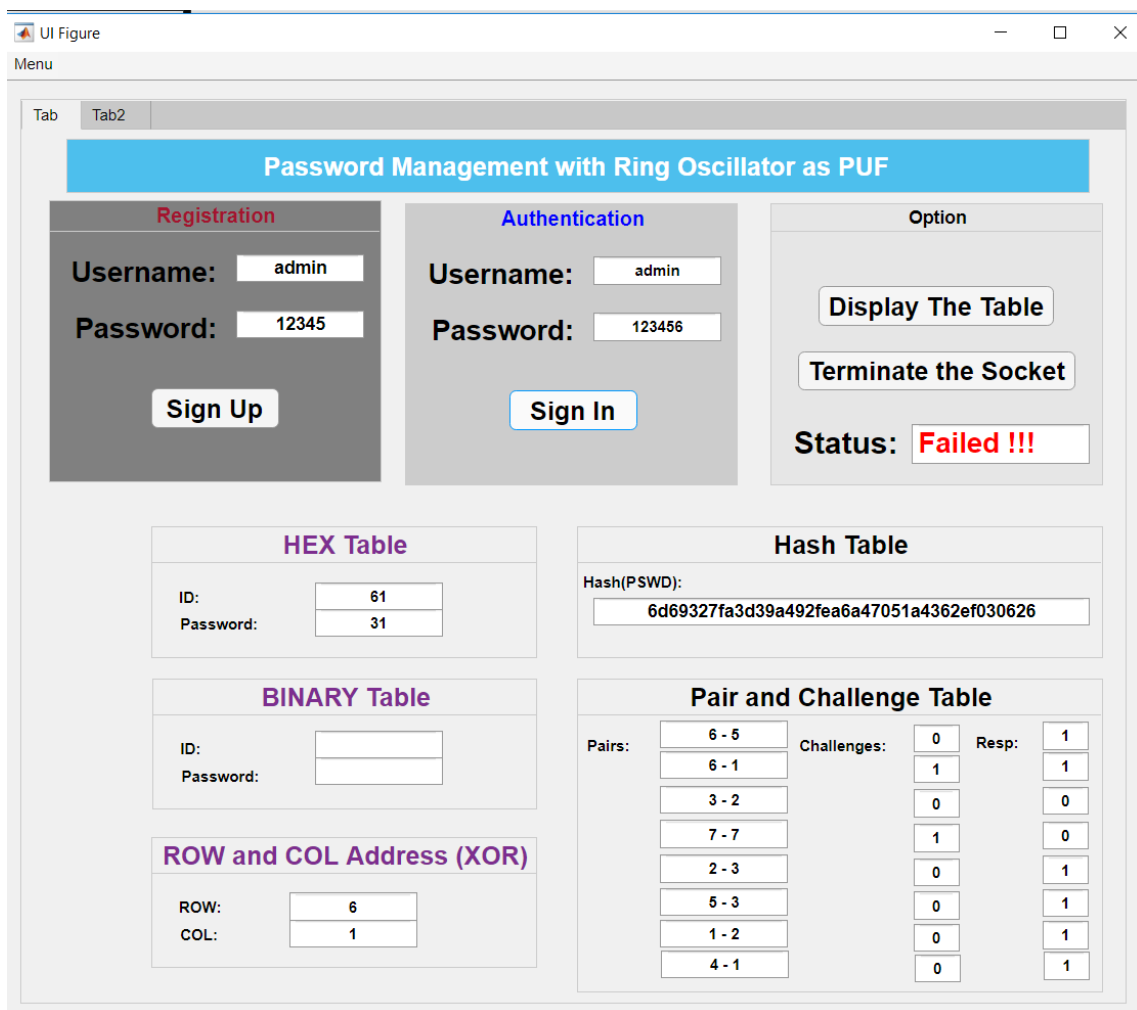 UI Figure
Menu
Tab Tab2
Password Management with Ring Oscillator as PUF
Registration
Username: admin
Password: 12345
Sign Up
Authentication
Username: admin
Password: 123456
Sign In
Option
Display The Table
Terminate the Socket
Status: Failed !!!
HEX Table
ID: 61
Password: 31
Hash Table
Hash(PSWD):
6d69327fa3d39a492fea6a47051a4362ef030626
BINARY Table
ID:
Password:
ROW and COL Address (XOR)
ROW: 6
COL: 1
Pair and Challenge Table
Pairs: 6 - 5 Challenges: 0 Resp: 1
6 - 1 1 1
3 - 2 0 0
7 - 7 1 0
2 - 3 0 1
5 - 3 0 1
1 - 2 0 1
4 - 1 0 1